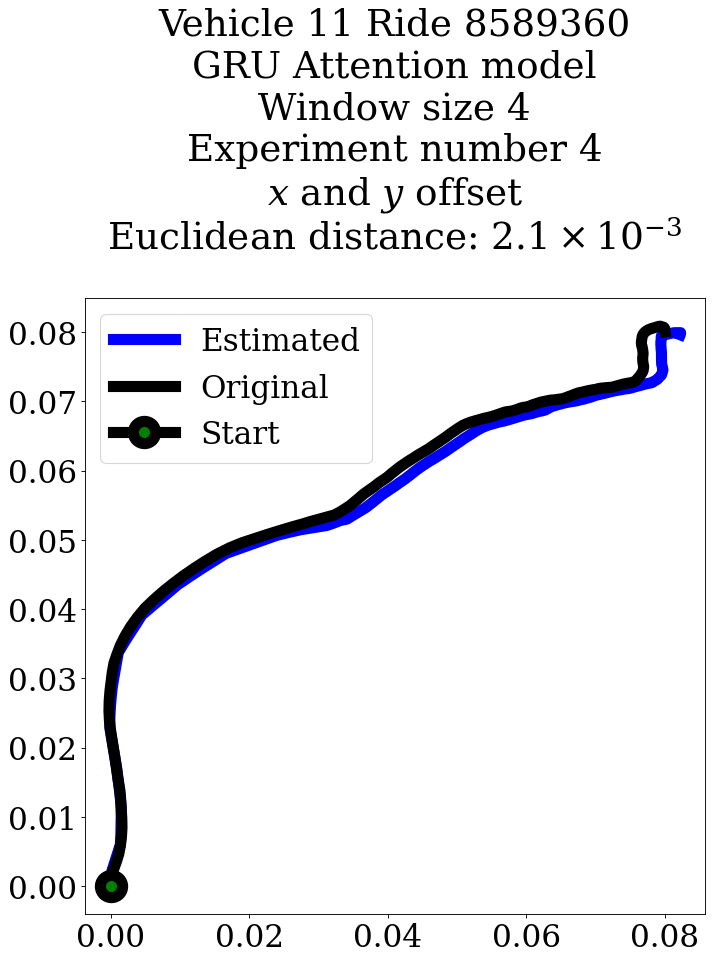 Vehicle 11 Ride 8589360
GRU Attention model
Window size 4
Experiment number 4
x and y offset
Euclidean distance: 2.1 × 10⁻³
Estimated
Original
Start
0.08
0.07
0.06
0.05
0.04
0.03
0.02
0.01
0.00
0.00 0.02 0.04 0.06 0.08